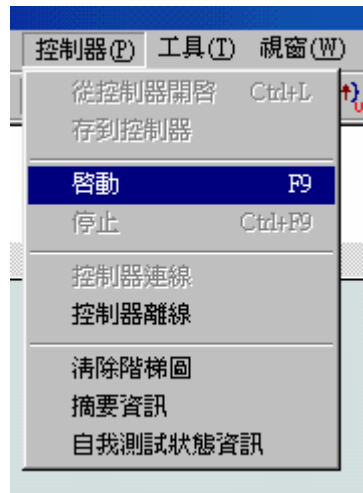 控制器(P) 工具(T) 視窗(W)
從控制器開啓 Ctrl+L
存到控制器
啓動 F9
停止 Ctrl+F9
控制器連線
控制器離線
清除階梯圖
摘要資訊
自我測試狀態資訊